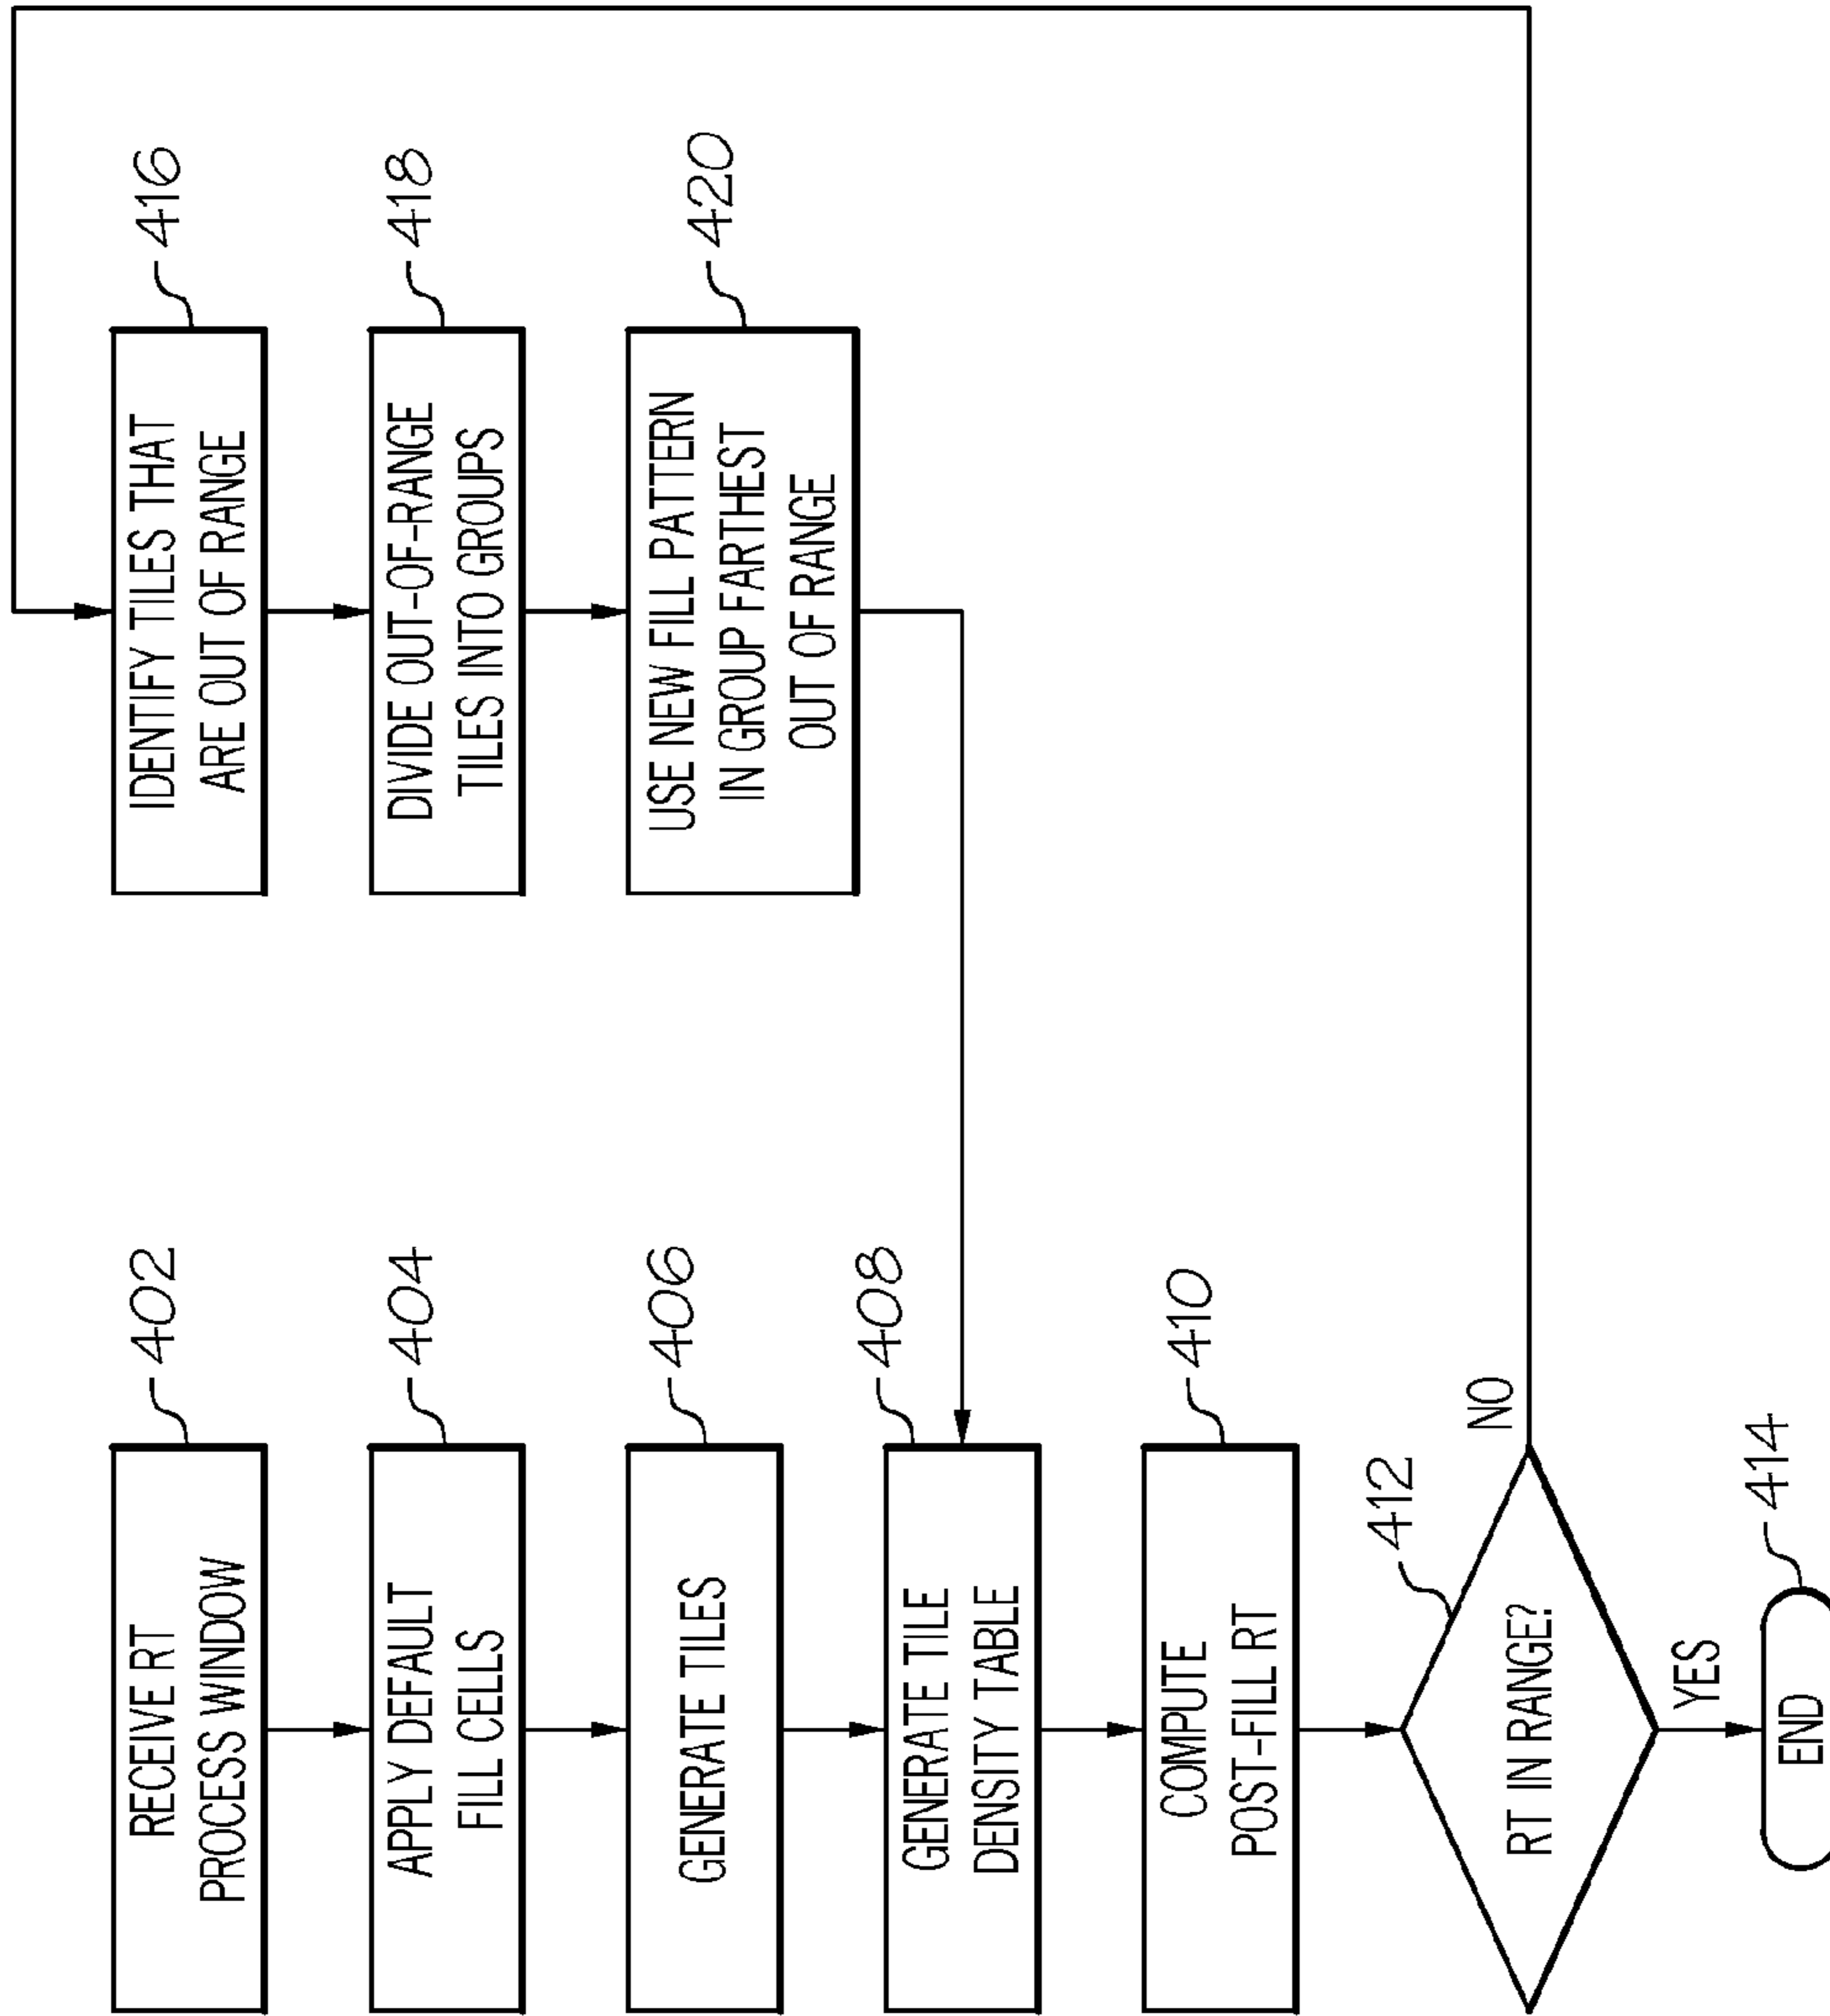 402
RECEIVE RT
PROCESS WINDOW
404
APPLY DEFAULT
FILL CELLS
406
GENERATE TILES
408
GENERATE TILE
DENSITY TABLE
410
COMPUTE
POST-FILL RT
412
RT IN RANGE?
NO
YES
414
END
416
IDENTIFY TILES THAT
ARE OUT OF RANGE
418
DIVIDE OUT-OF-RANGE
TILES INTO GROUPS
420
USE NEW FILL PATTERN
IN GROUP FARTHEST
OUT OF RANGE